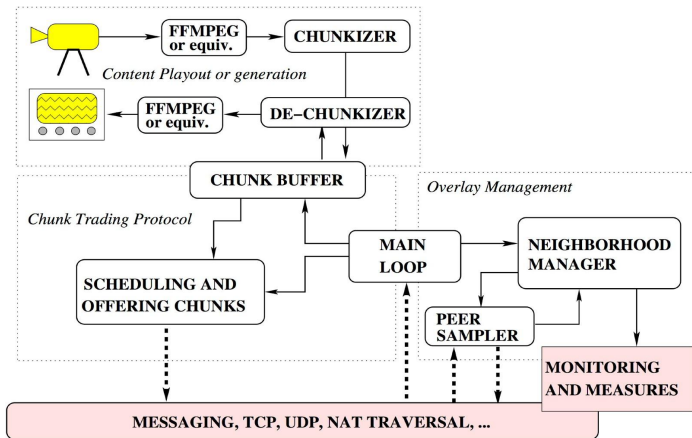 FFMPEG
or equiv.
CHUNKIZER
Content Playout or generation
FFMPEG
or equiv.
DE-CHUNKIZER
CHUNK BUFFER
Overlay Management
Chunk Trading Protocol
MAIN
LOOP
NEIGHBORHOOD
MANAGER
SCHEDULING AND
OFFERING CHUNKS
PEER
SAMPLER
MONITORING
AND MEASURES
MESSAGING, TCP, UDP, NAT TRAVERSAL, ...